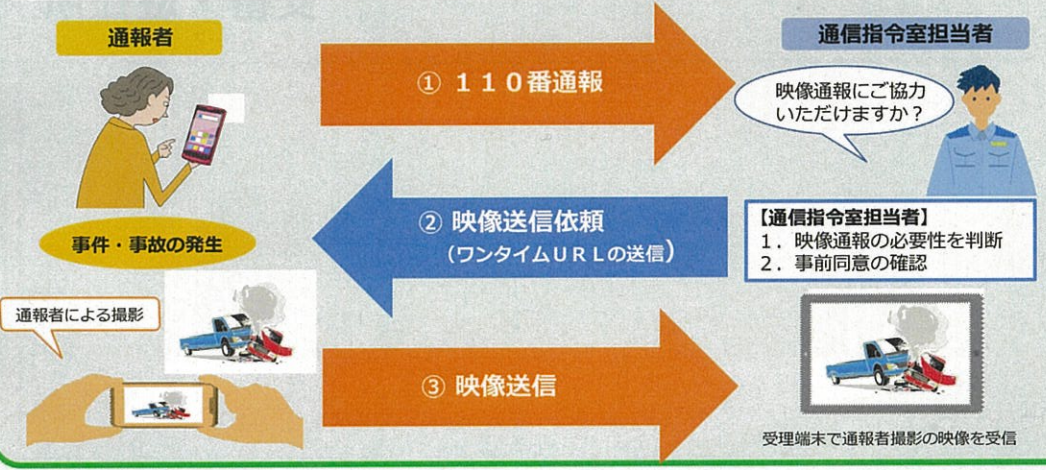 通報者
通信指令室担当者
① 110番通報
映像通報にご協力
いただけますか?
② 映像送信依頼
(ワンタイムURLの送信)
【通信指令室担当者】
1.映像通報の必要性を判断
2.事前同意の確認
事件・事故の発生
通報者による撮影
③ 映像送信
受理端末で通報者撮影の映像を受信